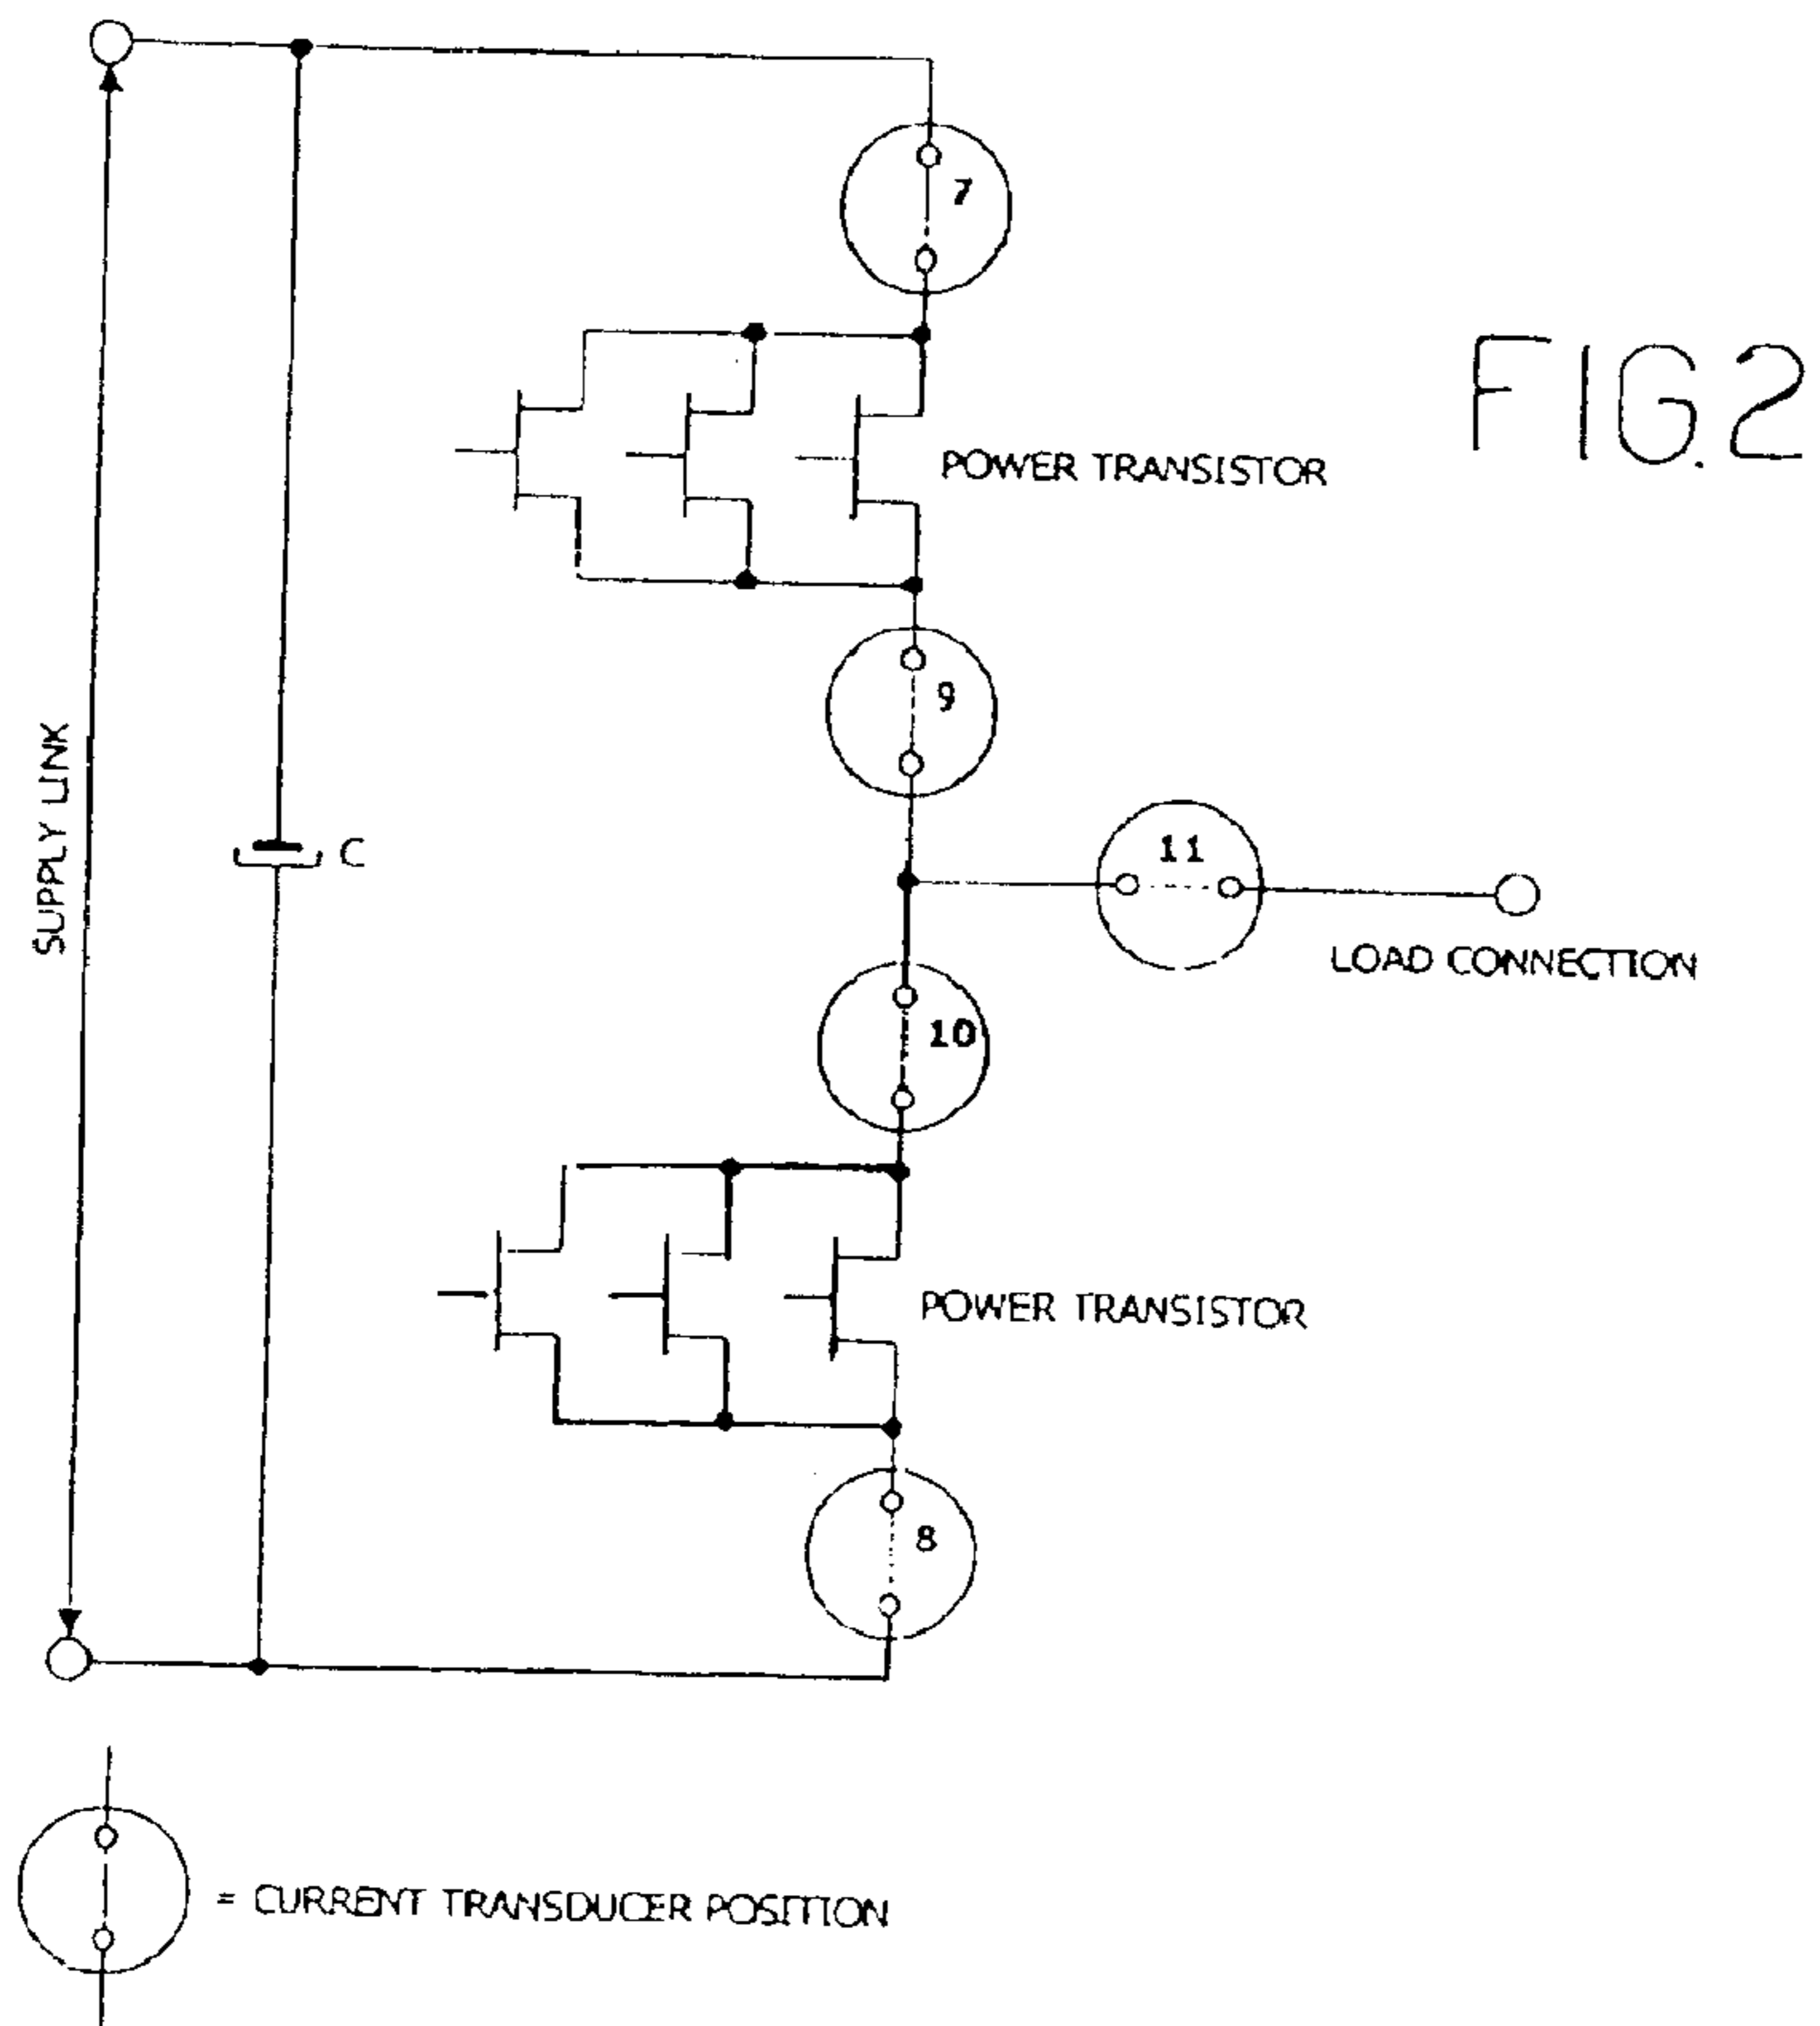 7
FIG.2
POWER TRANSISTOR
9
SUPPLY LINK
C
11
LOAD CONNECTION
10
POWER TRANSISTOR
8
= CURRENT TRANSDUCER POSITION